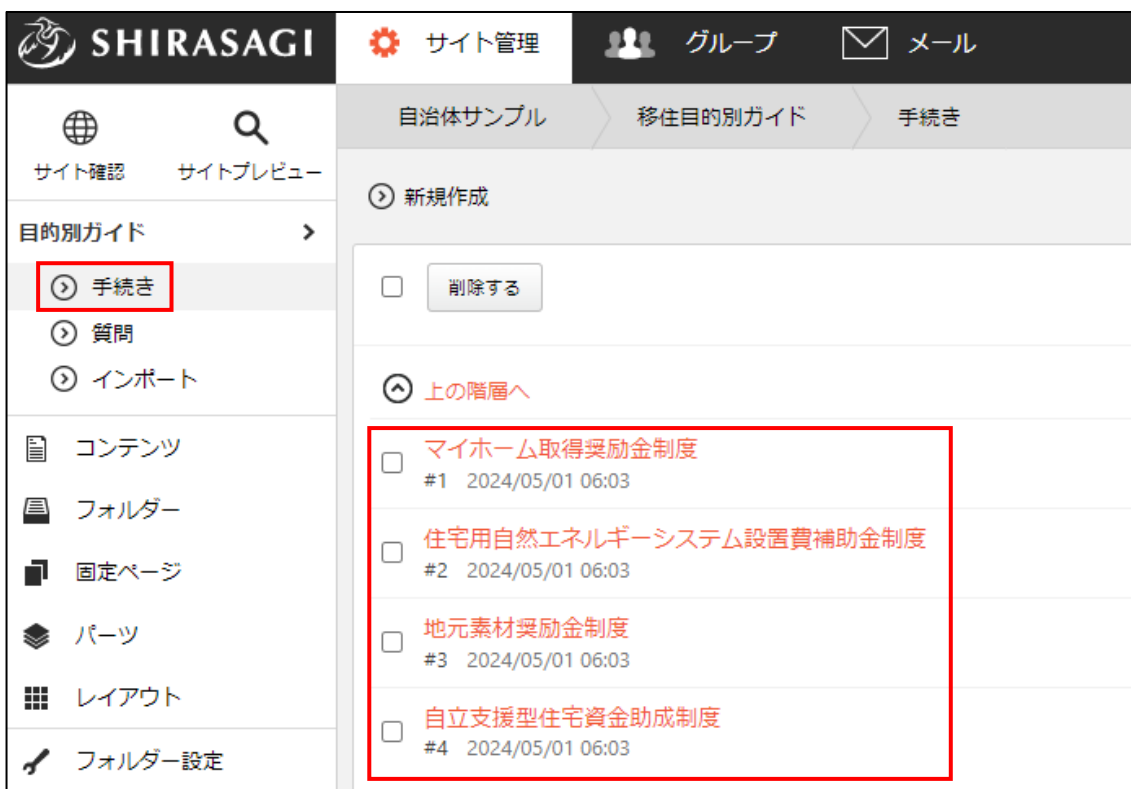 SHIRASAGI
サイト管理
グループ
メール
サイト確認
サイトプレビュー
自治体サンプル
移住目的別ガイド
手続き
新規作成
目的別ガイド
手続き
質問
インポート
コンテンツ
フォルダー
固定ページ
パーツ
レイアウト
フォルダー設定
削除する
上の階層へ
マイホーム取得奨励金制度
#1 2024/05/01 06:03
住宅用自然エネルギーシステム設置費補助金制度
#2 2024/05/01 06:03
地元素材奨励金制度
#3 2024/05/01 06:03
自立支援型住宅資金助成制度
#4 2024/05/01 06:03